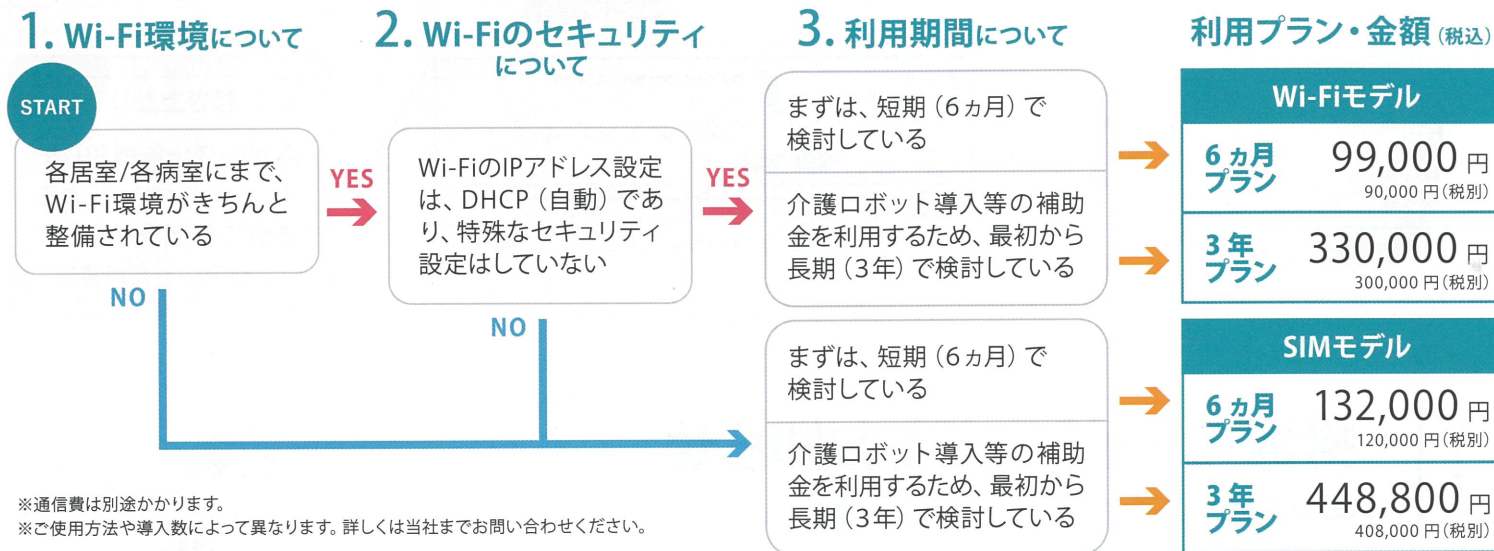 1. Wi-Fi環境について
START
各居室/各病室にまで、
Wi-Fi環境がきちんと
整備されている
YES
NO
2. Wi-Fiのセキュリティ
について
Wi-FiのIPアドレス設定
は、DHCP（自動）であ
り、特殊なセキュリティ
設定はしていない
YES
NO
3. 利用期間について
まずは、短期（6ヵ月）で
検討している
介護ロボット導入等の補助
金を利用するため、最初から
長期（3年）で検討している
まずは、短期（6ヵ月）で
検討している
介護ロボット導入等の補助
金を利用するため、最初から
長期（3年）で検討している
利用プラン・金額（税込）
Wi-Fiモデル
6ヵ月
プラン
99,000円
90,000円（税別）
3年
プラン
330,000円
300,000円（税別）
SIMモデル
6ヵ月
プラン
132,000円
120,000円（税別）
3年
プラン
448,800円
408,000円（税別）
※通信費は別途かかります。
※ご使用方法や導入数によって異なります。詳しくは当社までお問い合わせください。